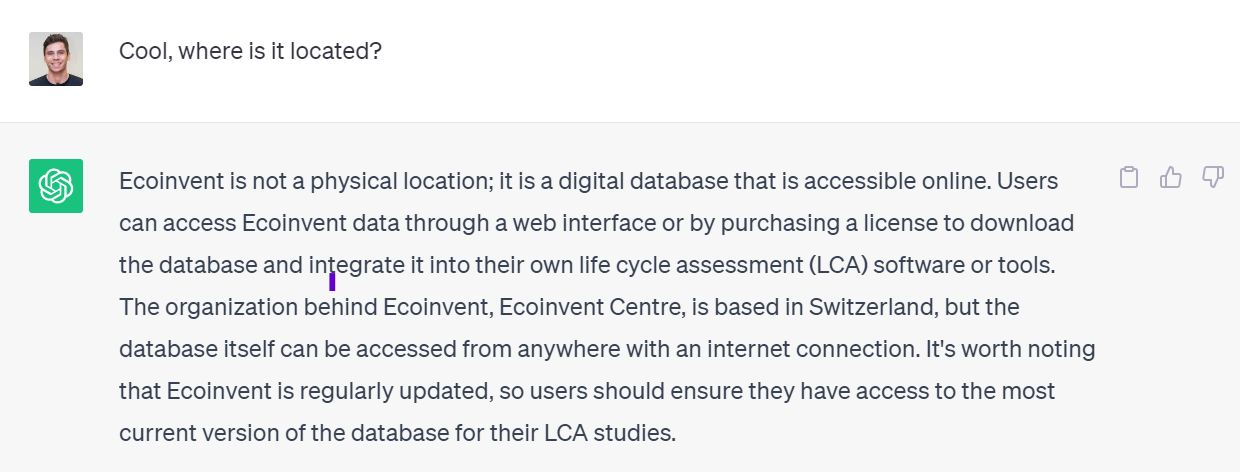 Cool, where is it located?
Ecoinvent is not a physical location; it is a digital database that is accessible online. Users
can access Ecoinvent data through a web interface or by purchasing a license to download
the database and integrate it into their own life cycle assessment (LCA) software or tools.
The organization behind Ecoinvent, Ecoinvent Centre, is based in Switzerland, but the
database itself can be accessed from anywhere with an internet connection. It's worth noting
that Ecoinvent is regularly updated, so users should ensure they have access to the most
current version of the database for their LCA studies.